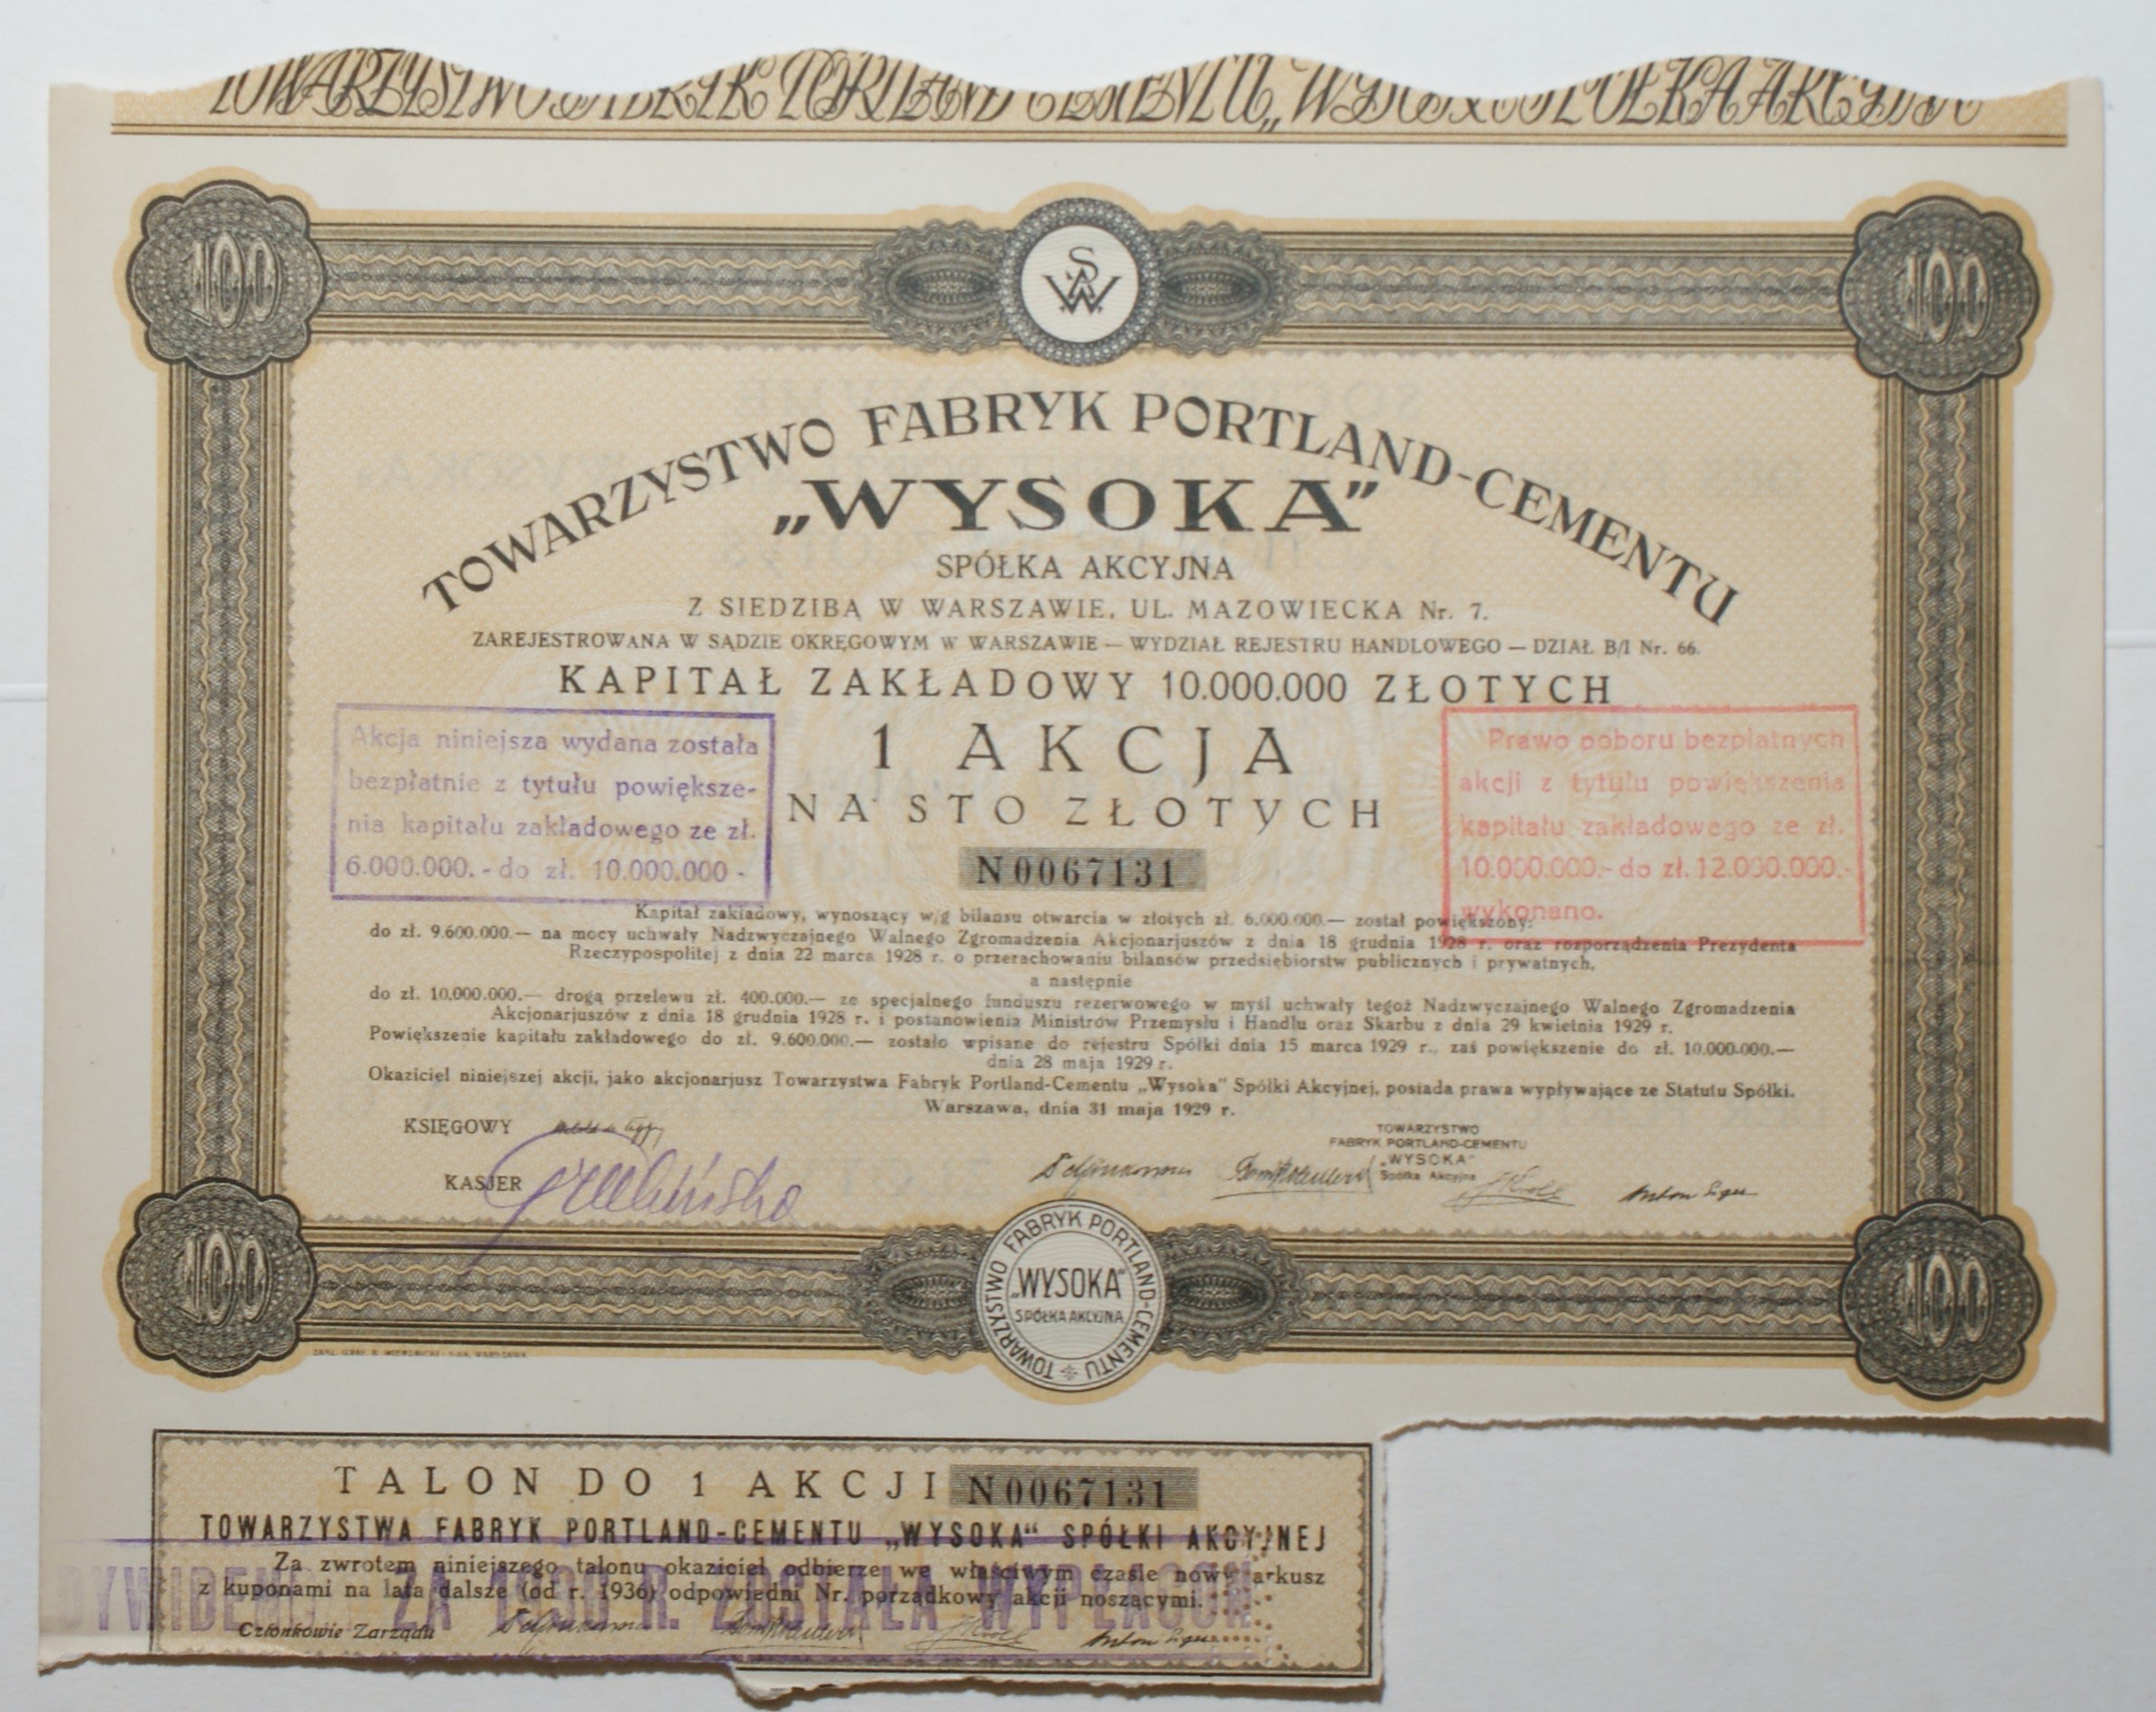 TOWARZYSTWO FABRYK PORTLAND CEMENTU „WYSOKA" SPÓŁKA AKCYJNA
100
100
SAW
TOWARZYSTWO FABRYK PORTLAND-CEMENTU
„WYSOKA"
SPÓŁKA AKCYJNA
Z SIEDZIBĄ W WARSZAWIE, UL. MAZOWIECKA Nr. 7.
ZAREJESTROWANA W SĄDZIE OKRĘGOWYM W WARSZAWIE — WYDZIAŁ REJESTRU HANDLOWEGO — DZIAŁ B/I Nr. 66.
KAPITAŁ ZAKŁADOWY 10.000.000 ZŁOTYCH
1 AKCJA
NA STO ZŁOTYCH
N0067131
Akcja niniejsza wydana została
bezpłatnie z tytułu powiększe-
nia kapitału zakładowego ze zł.
6.000.000.- do zł. 10.000.000 -
Prawo poboru bezpłatnych
akcji z tytułu powiększenia
kapitału zakładowego ze zł.
10.000.000.- do zł. 12.000.000.-
wykonano.
Kapitał zakładowy, wynoszący w/g bilansu otwarcia w złotych zł. 6.000.000.— został powiększony:
do zł. 9.600.000.— na mocy uchwały Nadzwyczajnego Walnego Zgromadzenia Akcjonarjuszów z dnia 18 grudnia 1928 r. oraz rozporządzenia Prezydenta
Rzeczypospolitej z dnia 22 marca 1928 r. o przerachowaniu bilansów przedsiębiorstw publicznych i prywatnych,
a następnie
do zł. 10.000.000.— drogą przelewu zł. 400.000.— ze specjalnego funduszu rezerwowego w myśl uchwały tegoż Nadzwyczajnego Walnego Zgromadzenia
Akcjonarjuszów z dnia 18 grudnia 1928 r. i postanowienia Ministrów Przemysłu i Handlu oraz Skarbu z dnia 29 kwietnia 1929 r.
Powiększenie kapitału zakładowego do zł. 9.600.000.— zostało wpisane do rejestru Spółki dnia 15 marca 1929 r., zaś powiększenie do zł. 10.000.000.—
dnia 28 maja 1929 r.
Okaziciel niniejszej akcji, jako akcjonarjusz Towarzystwa Fabryk Portland-Cementu „Wysoka" Spółki Akcyjnej, posiada prawa wypływające ze Statutu Spółki.
Warszawa, dnia 31 maja 1929 r.
KSIĘGOWY
KASJER
TOWARZYSTWO
FABRYK PORTLAND-CEMENTU
„WYSOKA"
Spółka Akcyjna
100
100
TOWARZYSTWO FABRYK PORTLAND-CEMENTU
„WYSOKA"
SPÓŁKA AKCYJNA
TALON DO 1 AKCJI N0067131
TOWARZYSTWA FABRYK PORTLAND-CEMENTU „WYSOKA" SPÓŁKI AKCYJNEJ
Za zwrotem niniejszego talonu okaziciel odbierze we właściwym czasie nowy arkusz
z kuponami na lata dalsze (od r. 1936) odpowiedni Nr. porządkowy akcji noszącymi.
ZA 1936 R. ZOSTAŁA
Członkowie Zarządu